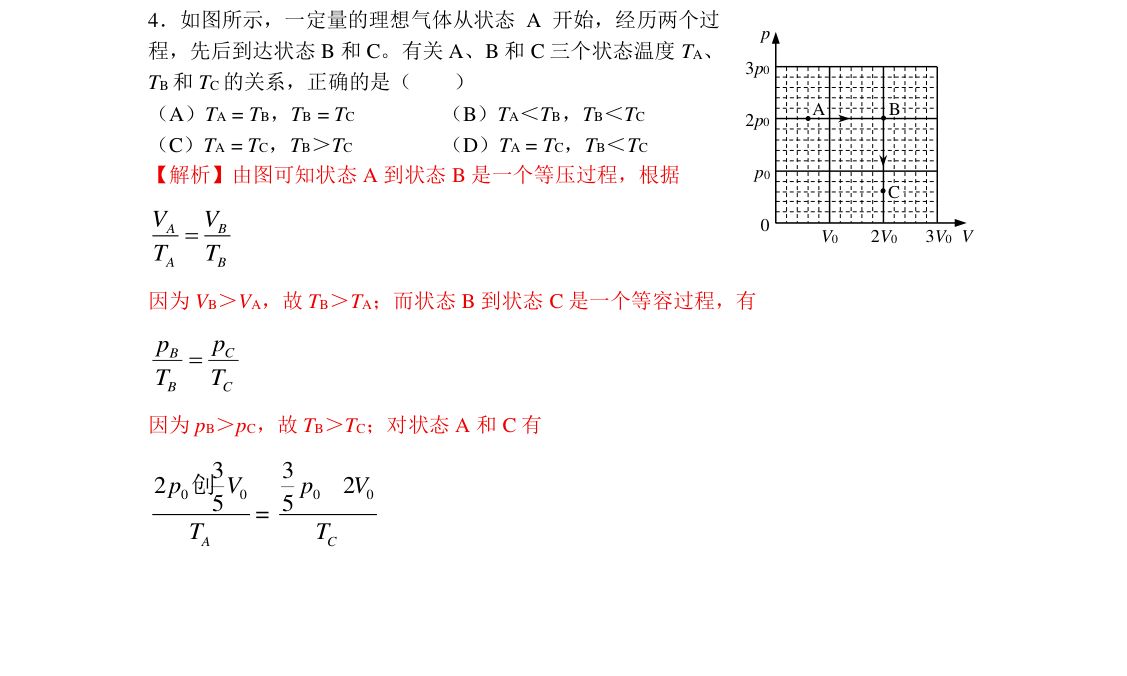 4．如图所示，一定量的理想气体从状态 A 开始，经历两个过
程，先后到达状态 B 和 C。有关 A、B 和 C 三个状态温度 TA、
TB 和 TC 的关系，正确的是（　　）
（A）TA = TB，TB = TC （B）TA＜TB，TB＜TC
（C）TA = TC，TB＞TC （D）TA = TC，TB＜TC
【解析】由图可知状态 A 到状态 B 是一个等压过程，根据
VA/TA = VB/TB
因为 VB＞VA，故 TB＞TA；而状态 B 到状态 C 是一个等容过程，有
pB/TB = pC/TC
因为 pB＞pC，故 TB＞TC；对状态 A 和 C 有
2p0创3/5 V0 / TA = 3/5 p0 2V0 / TC
p
3p0
2p0
p0
0
A
B
C
V0
2V0
3V0
V